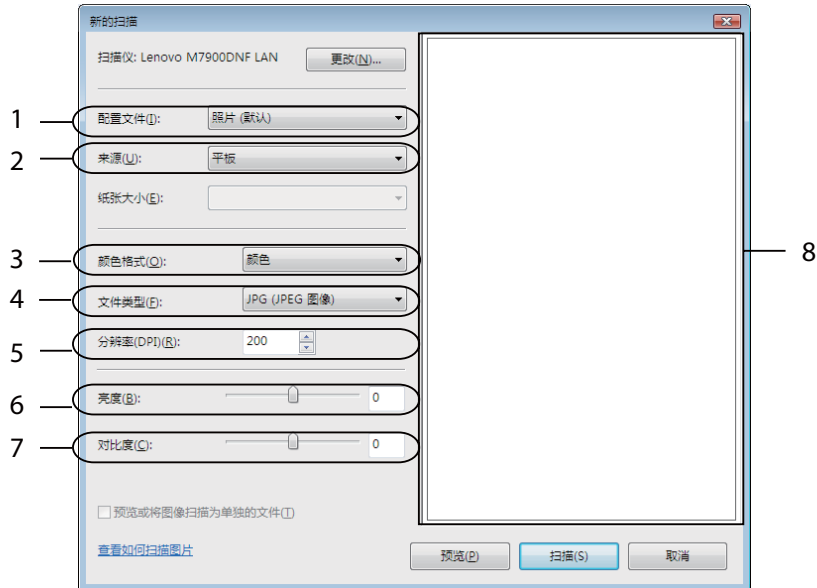 新的扫描
扫描仪: Lenovo M7900DNF LAN
更改(N)...
1
配置文件(I):
照片 (默认)
2
来源(U):
平板
纸张大小(E):
3
颜色格式(O):
颜色
4
文件类型(F):
JPG (JPEG 图像)
5
分辨率(DPI)(R):
200
6
亮度(B):
0
7
对比度(C):
0
8
预览或将图像扫描为单独的文件(T)
查看如何扫描图片
预览(P)
扫描(S)
取消